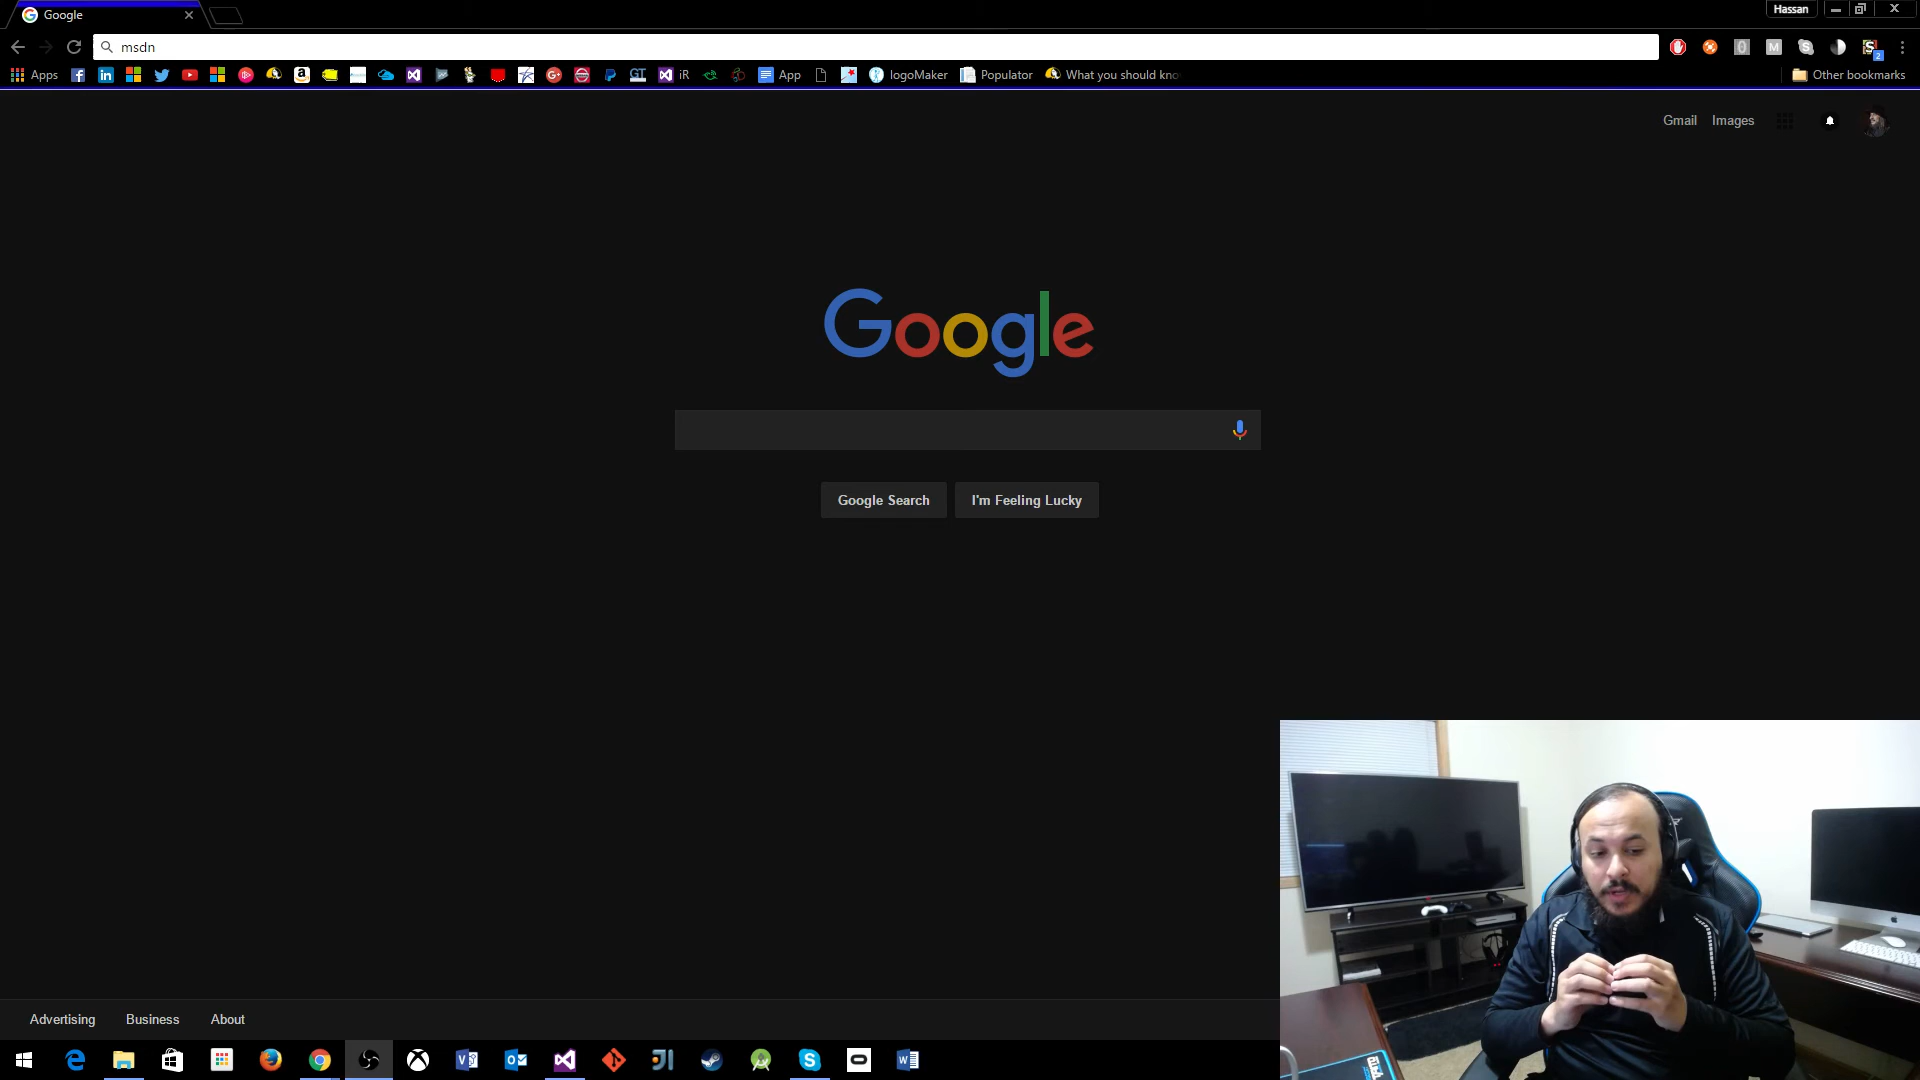 Google
Hassan
msdn
Apps
iR
App
logoMaker
Populator
What you should kno
Other bookmarks
Gmail
Images
Google
Google Search
I'm Feeling Lucky
Advertising
Business
About